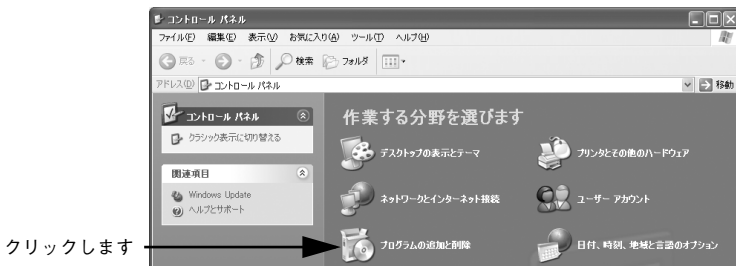 コントロール パネル
ファイル(F) 編集(E) 表示(V) お気に入り(A) ツール(T) ヘルプ(H)
戻る 検索 フォルダ
アドレス(D) コントロール パネル 移動
コントロール パネル
クラシック表示に切り替える
関連項目
Windows Update
ヘルプとサポート
作業する分野を選びます
デスクトップの表示とテーマ プリンタとその他のハードウェア
ネットワークとインターネット接続 ユーザー アカウント
クリックします プログラムの追加と削除 日付、時刻、地域と言語のオプション